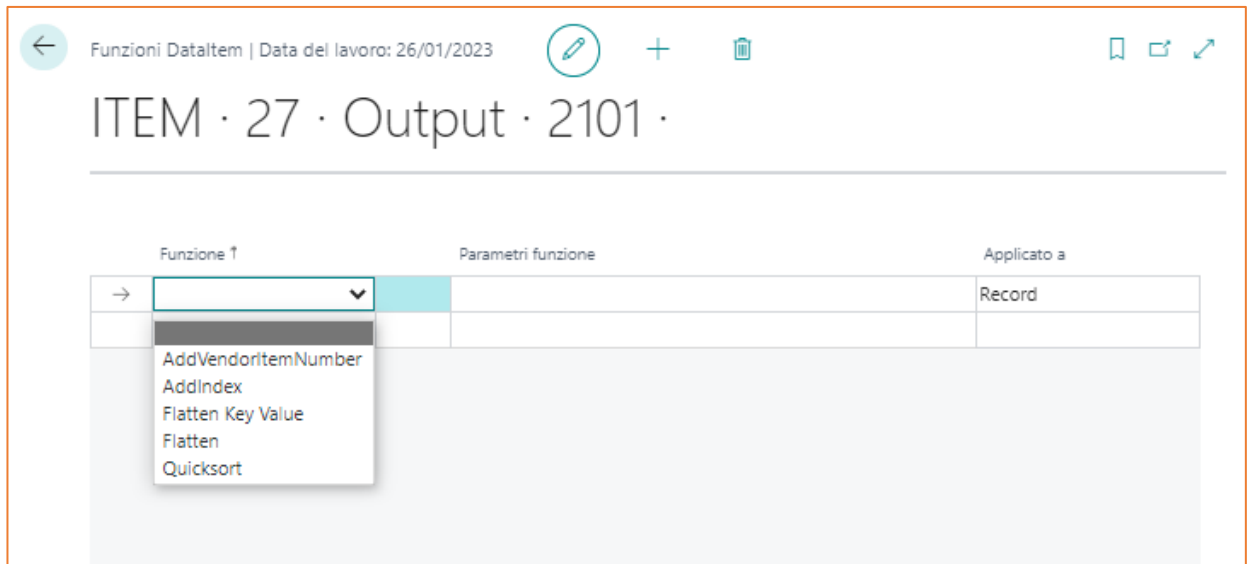 Funzioni DataItem | Data del lavoro: 26/01/2023
ITEM · 27 · Output · 2101 ·
Funzione ↑ Parametri funzione Applicato a
Record
AddVendorItemNumber
AddIndex
Flatten Key Value
Flatten
Quicksort